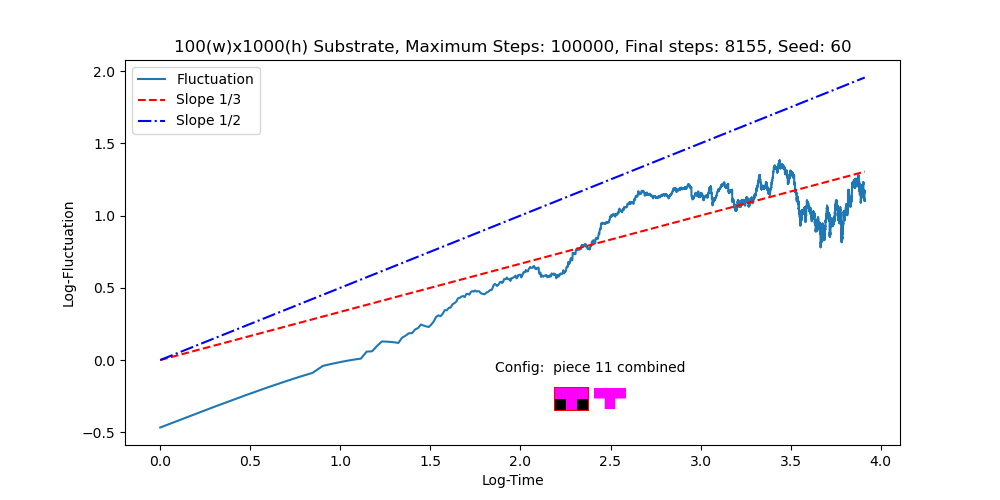 100(w)x1000(h) Substrate, Maximum Steps: 100000, Final steps: 8155, Seed: 60
Fluctuation
Slope 1/3
Slope 1/2
2.0
1.5
1.0
0.5
0.0
−0.5
Log-Fluctuation
Config:  piece 11 combined
0.0 0.5 1.0 1.5 2.0 2.5 3.0 3.5 4.0
Log-Time